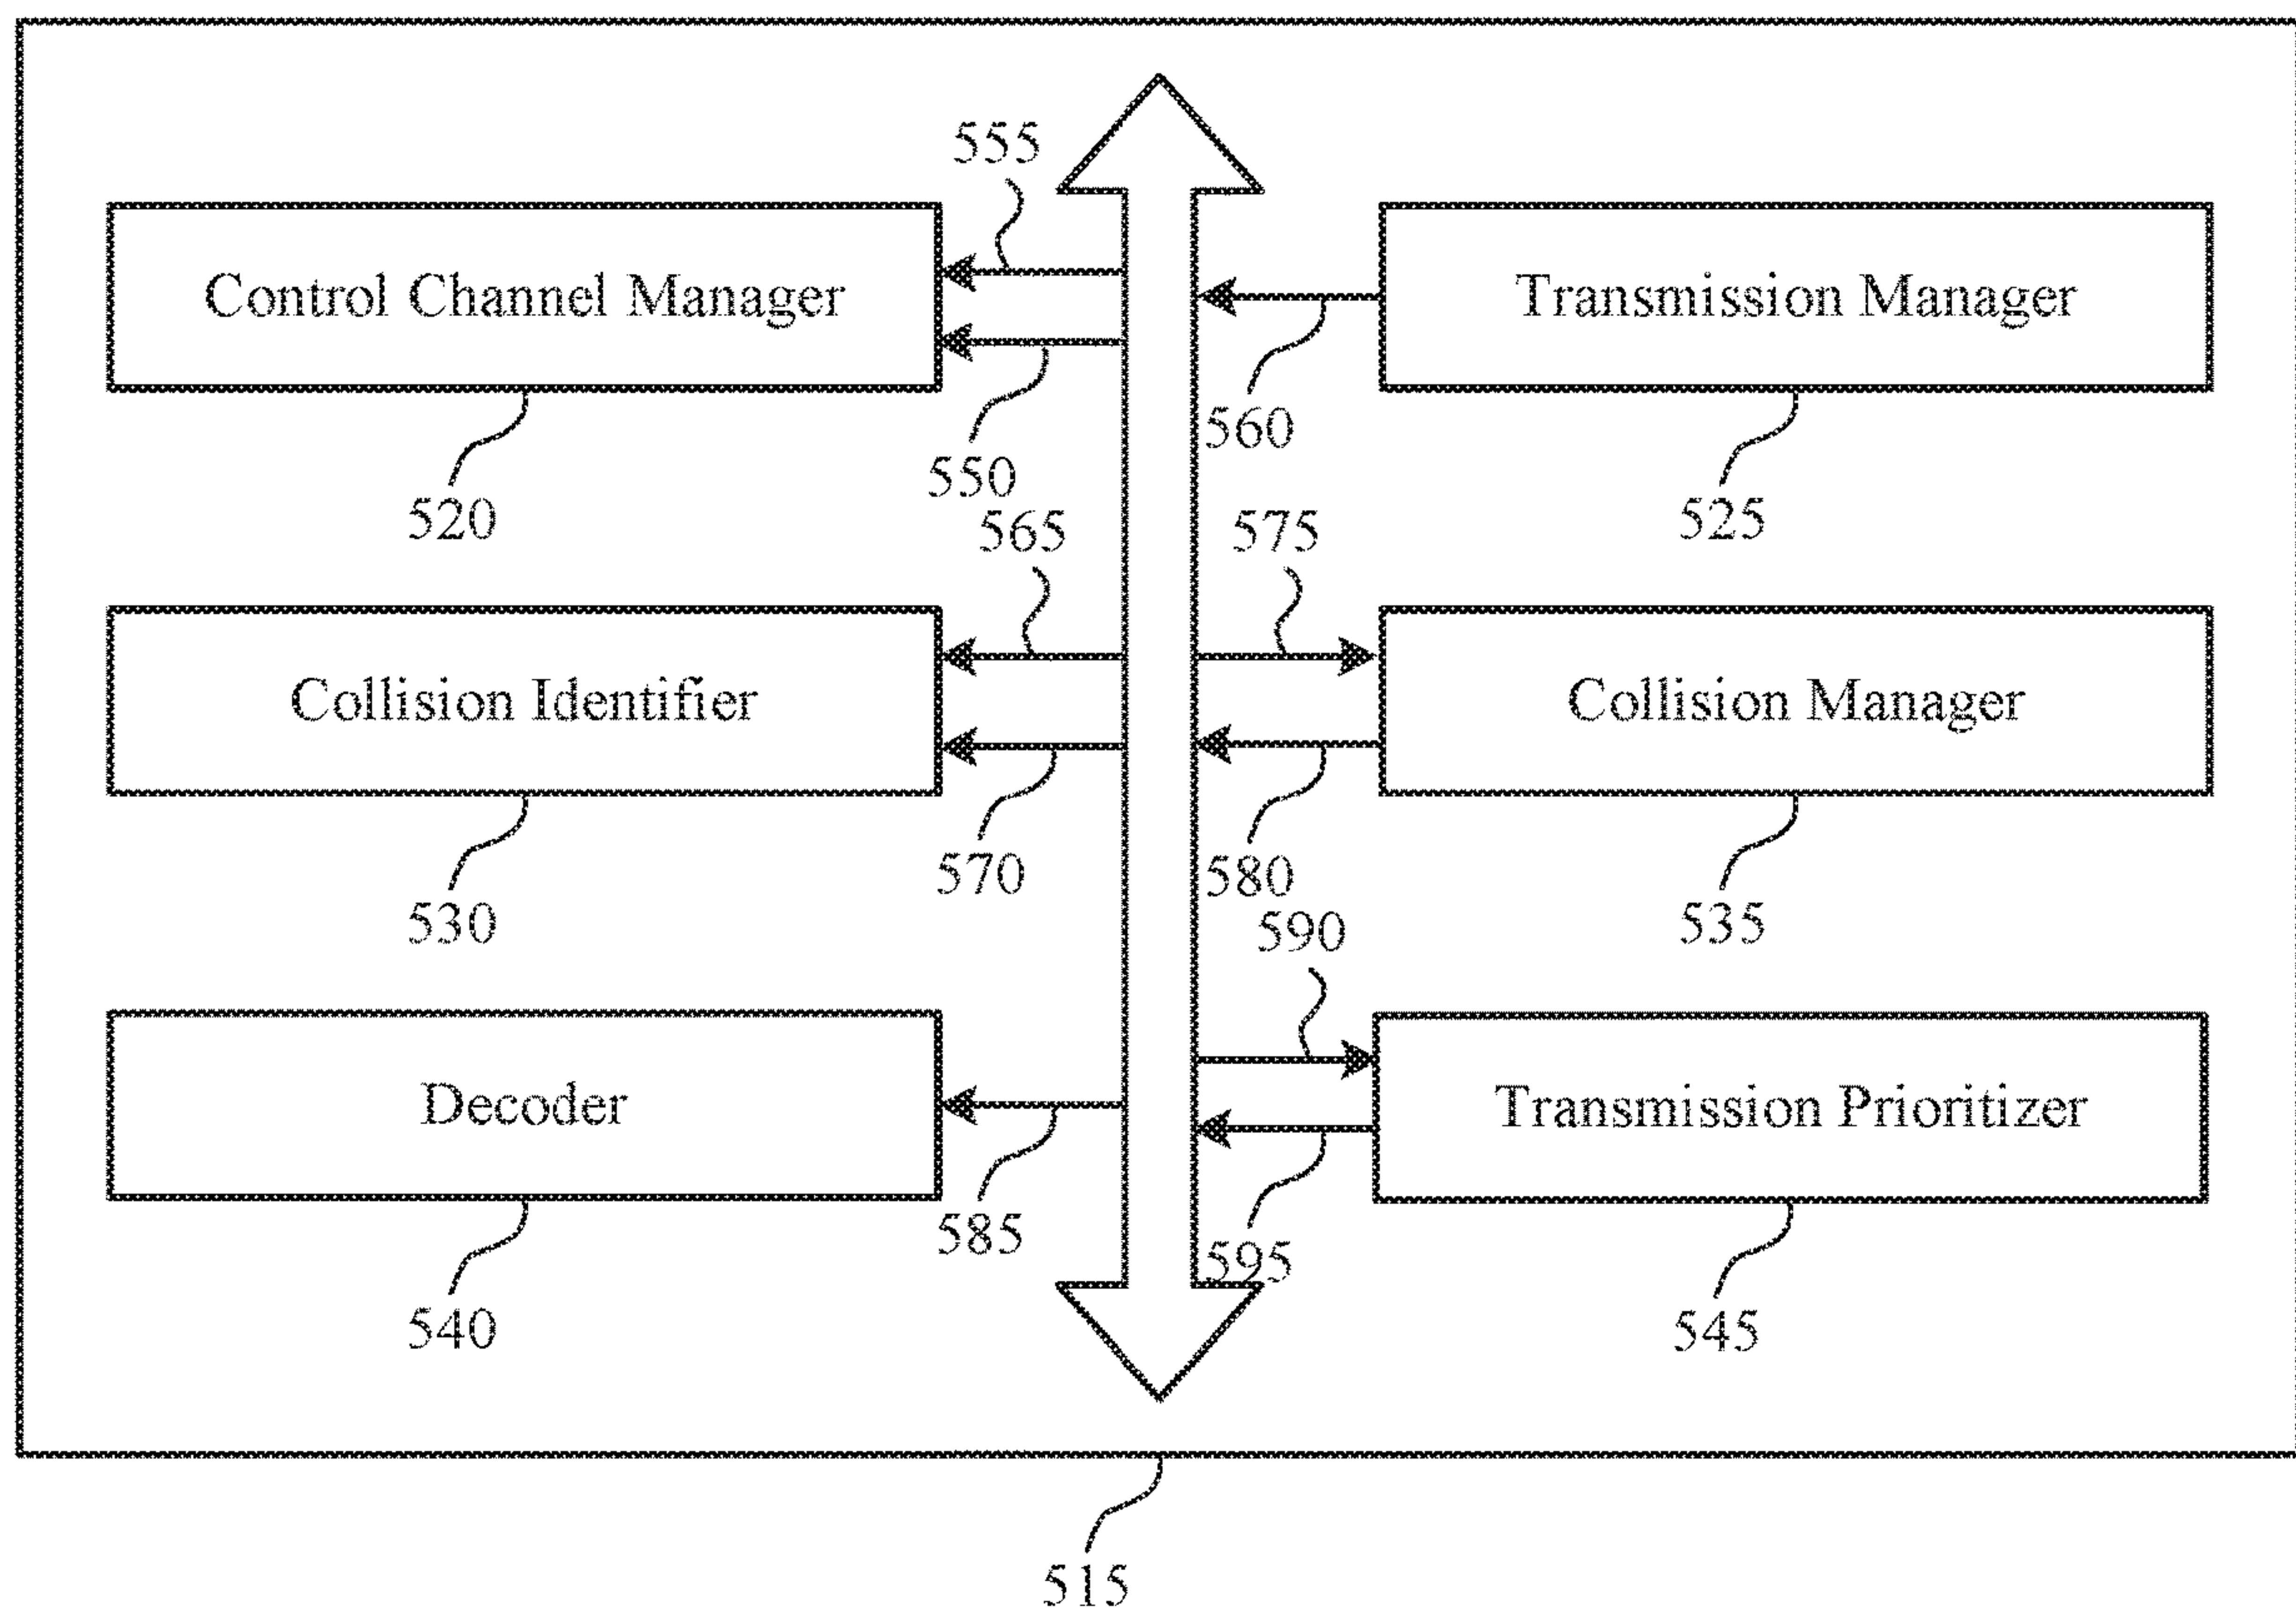 555
Control Channel Manager
Transmission Manager
560
550
520
525
565
575
Collision Identifier
Collision Manager
570
580
530
535
590
Decoder
Transmission Prioritizer
585
595
540
545
515